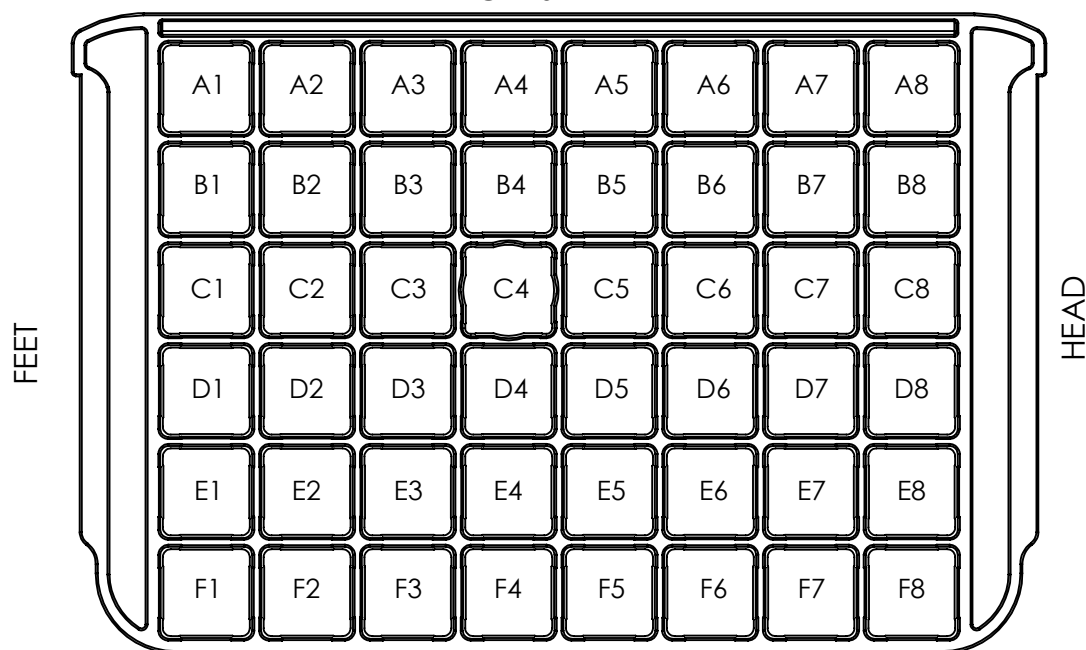 A1 A2 A3 A4 A5 A6 A7 A8
B1 B2 B3 B4 B5 B6 B7 B8
C1 C2 C3 C4 C5 C6 C7 C8
FEET
HEAD
D1 D2 D3 D4 D5 D6 D7 D8
E1 E2 E3 E4 E5 E6 E7 E8
F1 F2 F3 F4 F5 F6 F7 F8